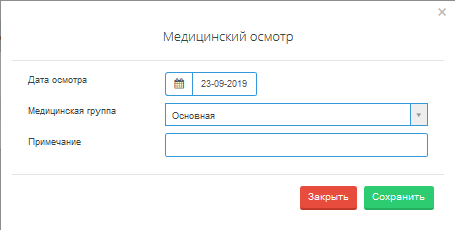 Медицинский осмотр
Дата осмотра
23-09-2019
Медицинская группа
Основная
Примечание
Закрыть Сохранить